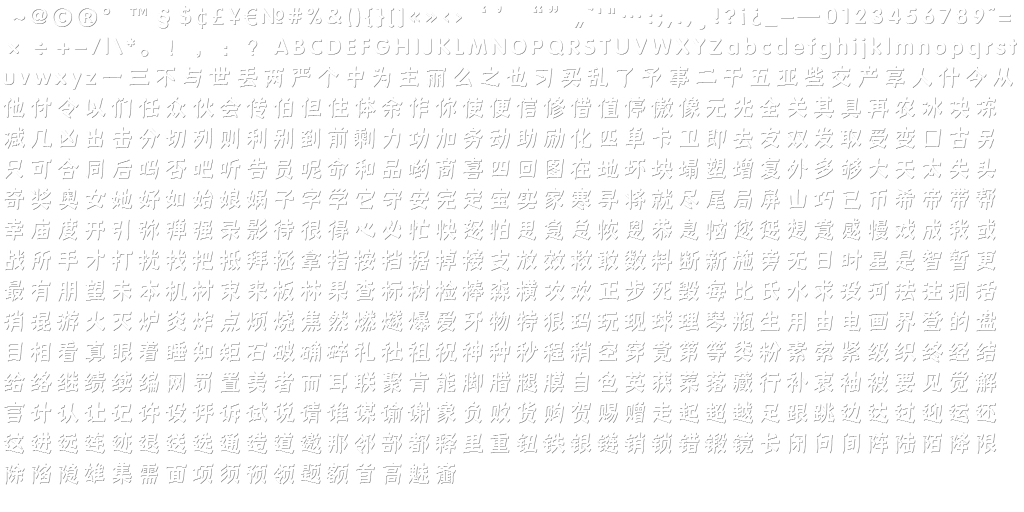 ~@©®° ™§$¢£¥€№#%&(){}[]«»‹› ‘’ “” „˜'"…:;,.,¸!?¡¿_–—0123456789¨=
×÷+−/|\*。！，：？ABCDEFGHIJKLMNOPQRSTUVWXYZabcdefghijklmnopqrst
uvwxyz一三不与世丢两严个中为主丽么之也习买乱了予事二干五亚些交产享人什今从
他付令以们任众伙会传伯但住体余作你使便信修借值停傲像元光全关其具再农冰决冻
减几凶出击分切列则利别到前剩力功加务动助励化匹单卡卫即去友双发取受变口古另
只可合同后吗否吧听告员呢命和品哟商喜四回图在地坏块塌塑增复外多够大天太失头
奇奖奥女她好如始娘娲子字学它守安完定宝实家寒寻将就尽尾局屏山巧已币希帝带帮
幸庙度开引弥弹强录影待很得心必忙快怒怕思急总恢恩恭息恼您惩想意感慢戏成我或
战所手才打扰找把抵拜拯拿指按挡据掉接支放效救敢数料断新施旁无日时星是智暂更
最有朋望未本机材束来板林果查标树检棒森横次欢正步死毁每比氏水求没河法注洞活
消混游火灭炉炎炸点烦烧焦然燃燧爆爱牙物特很玛玩现球理琴瓶生用由电画界登的盘
目相看真眼着睡知矩石破确碎礼社祖祝神种秒程稍空穿竟第等类粉素索紧级织终经结
给络继绩续编网罚置美者而耳联聚肯能脚腊腿膜自色英获菜落藏行补衷袖被要见觉解
言计认让记许设评诉试说请谁谋谕谢象负败货购贺赐赠走起超越足跟跳边达过迎运还
这进远连迹退送选通造道邀那邻部都释里重钮铁银链销锁错锻镜长闭问间阵陆陌降限
除陷隐雄集需面项须预领题额首高魅斋